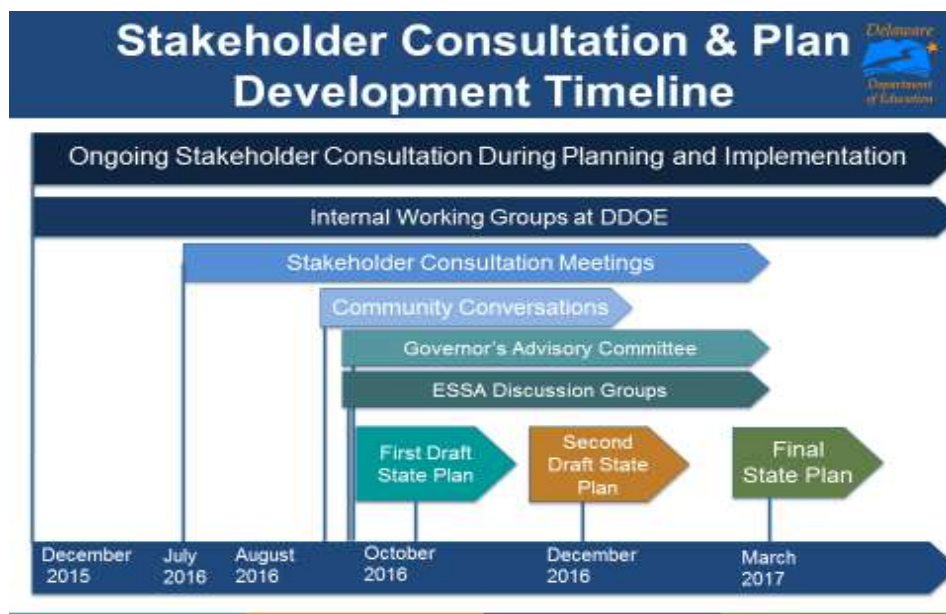 Stakeholder Consultation & Plan
Development Timeline
Delaware
Department
of Education
Ongoing Stakeholder Consultation During Planning and Implementation
Internal Working Groups at DDOE
Stakeholder Consultation Meetings
Community Conversations
Governor's Advisory Committee
ESSA Discussion Groups
First Draft
State Plan
Second
Draft State
Plan
Final
State Plan
December
2015
July
2016
August
2016
October
2016
December
2016
March
2017